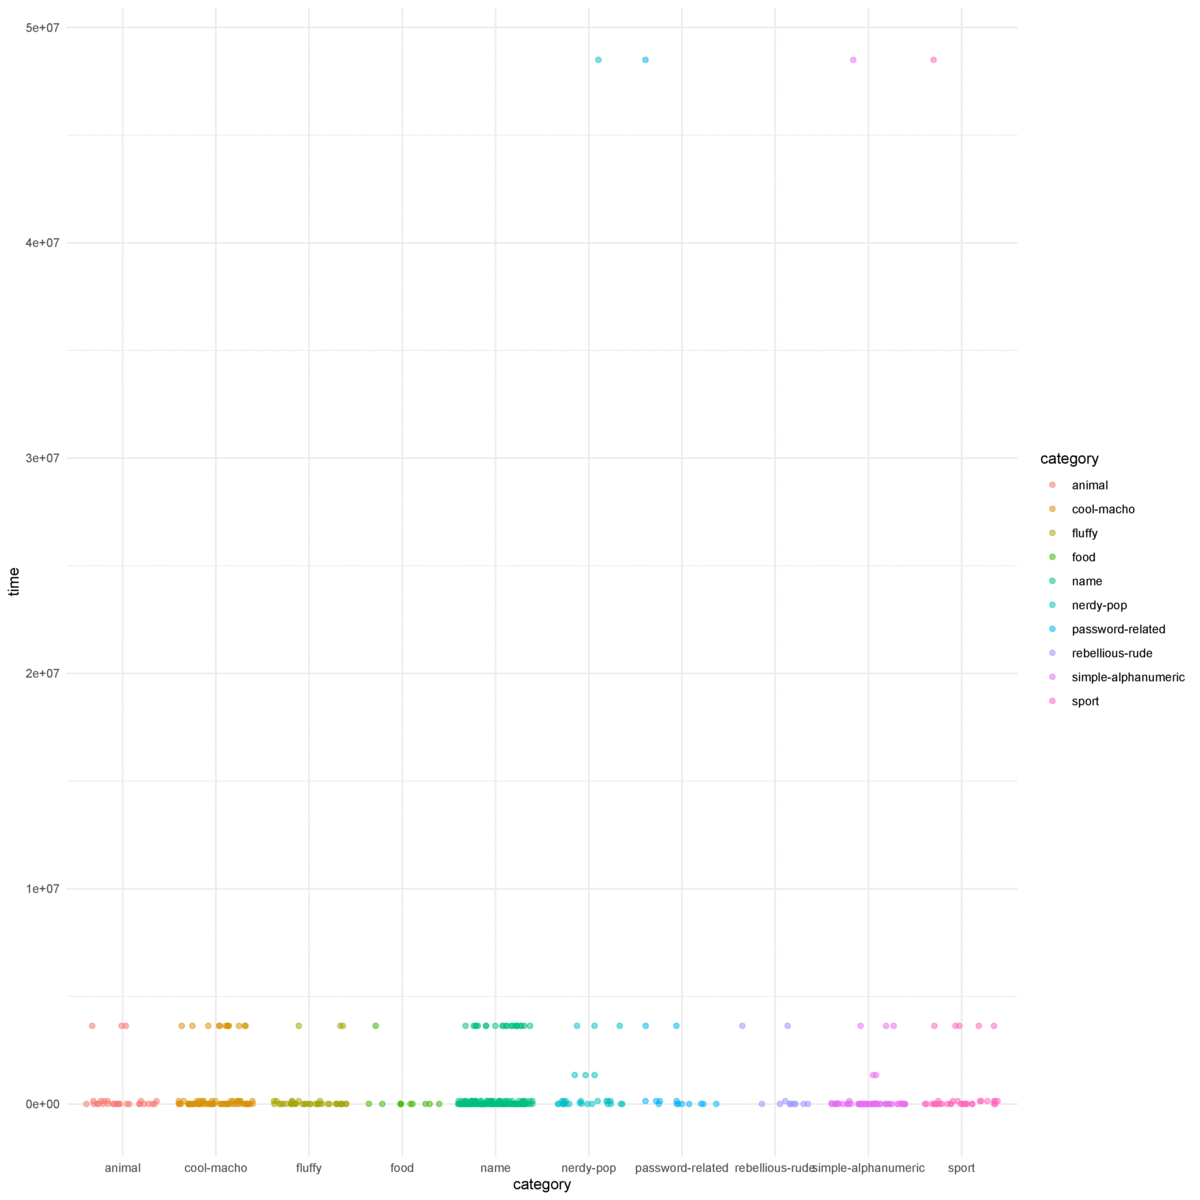 5e+07
4e+07
3e+07
2e+07
1e+07
0e+00
time
animal
cool-macho
fluffy
food
name
nerdy-pop
password-related
rebellious-rude
simple-alphanumeric
sport
category
category
animal
cool-macho
fluffy
food
name
nerdy-pop
password-related
rebellious-rude
simple-alphanumeric
sport